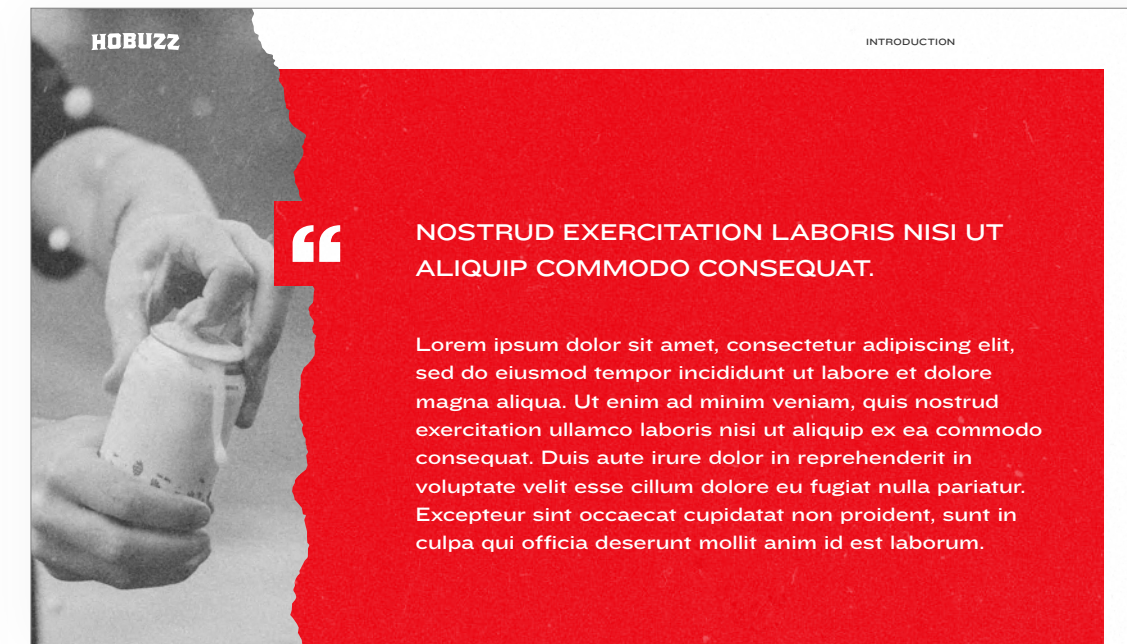 HOBUZZ
INTRODUCTION
“
NOSTRUD EXERCITATION LABORIS NISI UT
ALIQUIP COMMODO CONSEQUAT.
Lorem ipsum dolor sit amet, consectetur adipiscing elit,
sed do eiusmod tempor incididunt ut labore et dolore
magna aliqua. Ut enim ad minim veniam, quis nostrud
exercitation ullamco laboris nisi ut aliquip ex ea commodo
consequat. Duis aute irure dolor in reprehenderit in
voluptate velit esse cillum dolore eu fugiat nulla pariatur.
Excepteur sint occaecat cupidatat non proident, sunt in
culpa qui officia deserunt mollit anim id est laborum.